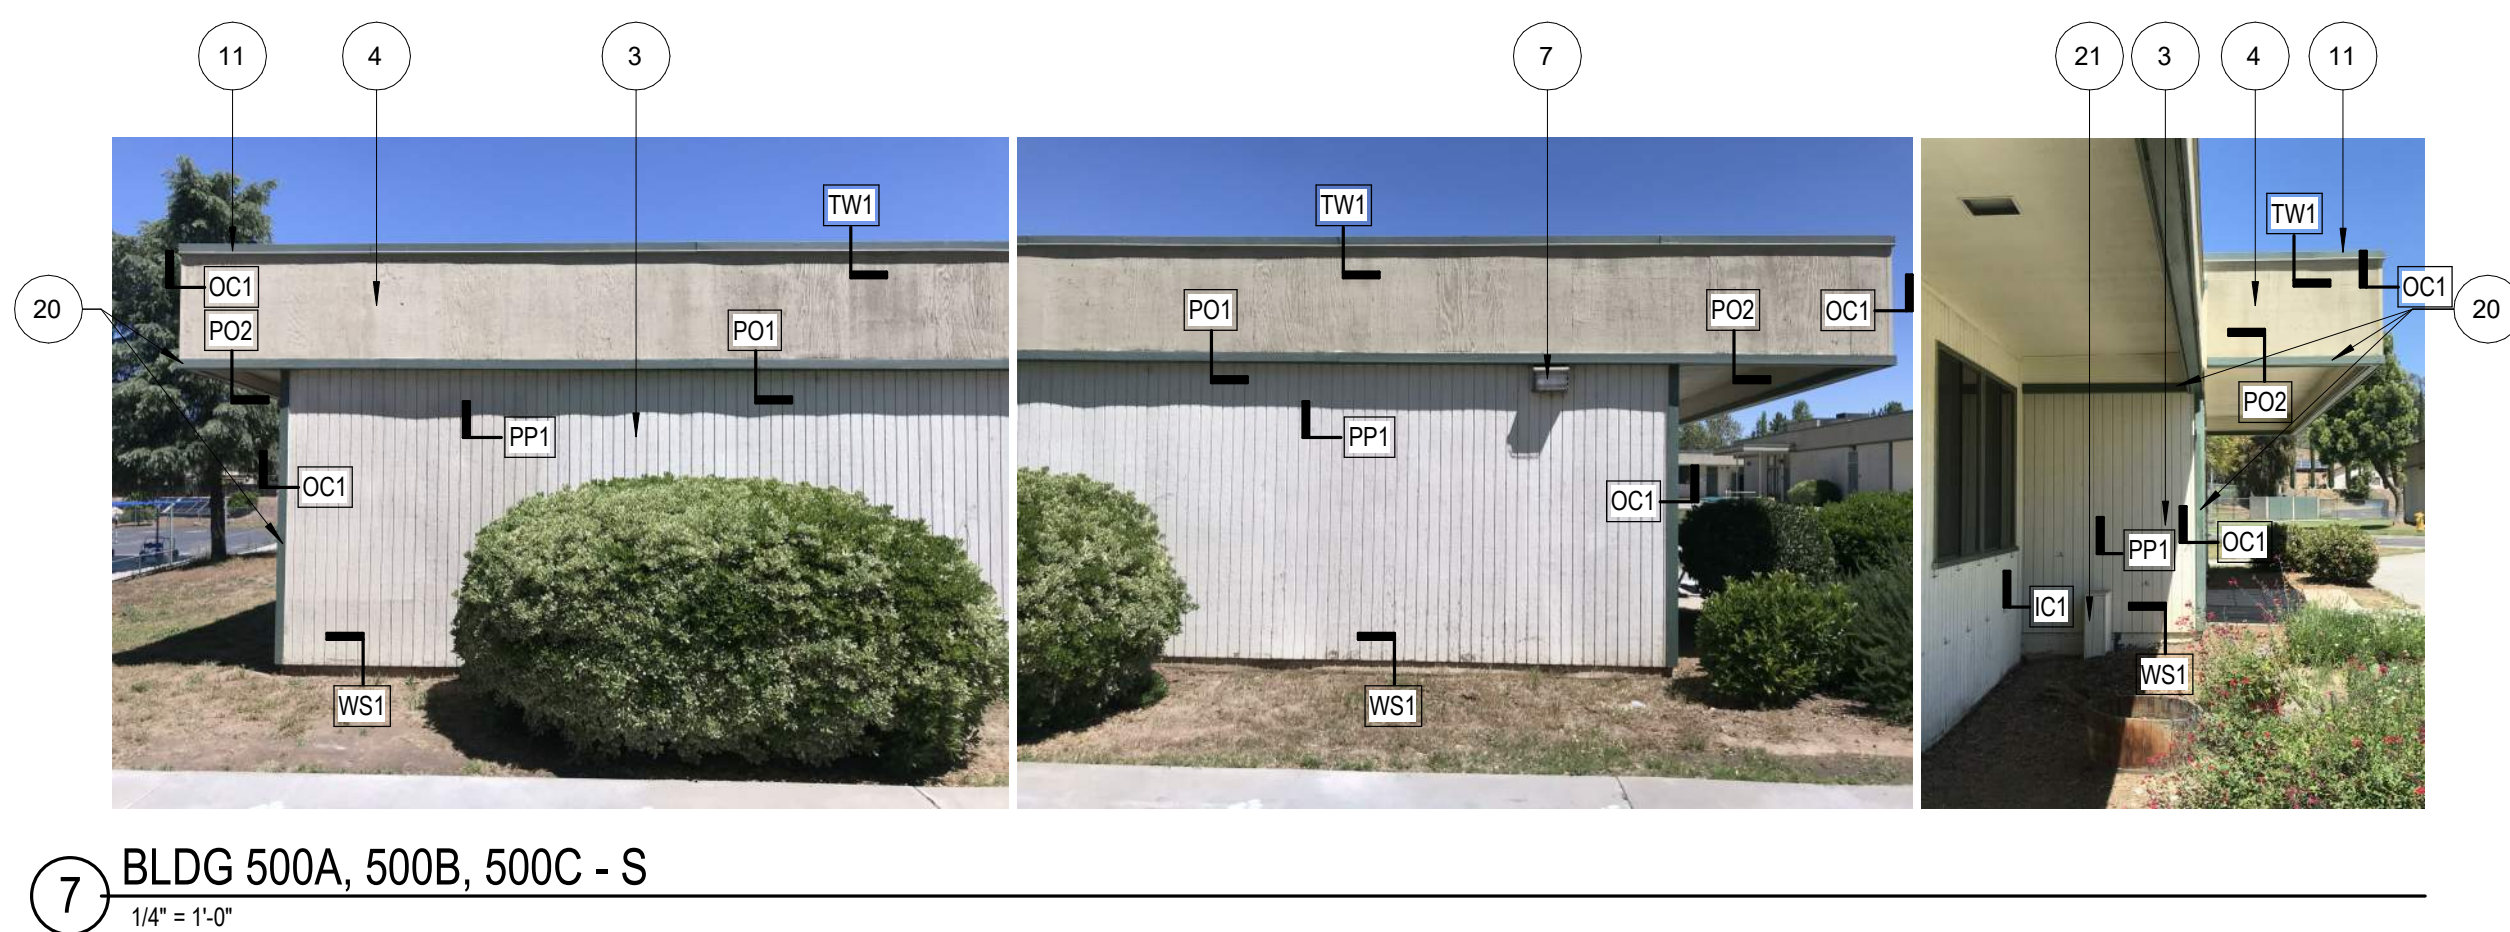 11 4 3 7 21 3 4 11
TW1 TW1 TW1
OC1 OC1
20 PO2 PO1 PO1 PO2 OC1 20
PO2
PP1 PP1
OC1 OC1 PP1 OC1
IC1
WS1 WS1 WS1
7 BLDG 500A, 500B, 500C - S
1/4" = 1'-0"